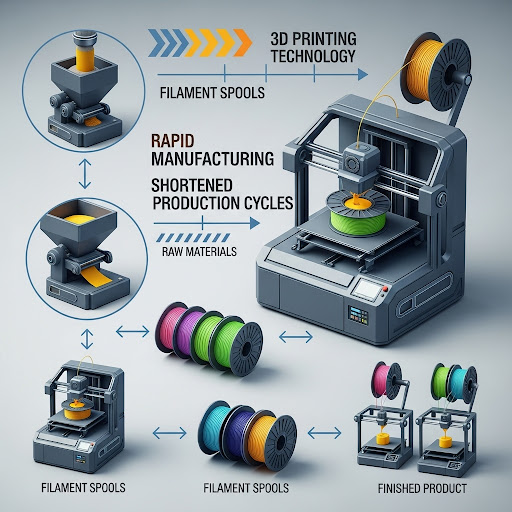 3D PRINTING
TECHNOLOGY
FILAMENT SPOOLS
RAPID
MANUFACTURING
SHORTENED
PRODUCTION CYCLES
RAW MATERIALS
FILAMENT SPOOLS
FILAMENT SPOOLS
FINISHED PRODUCT